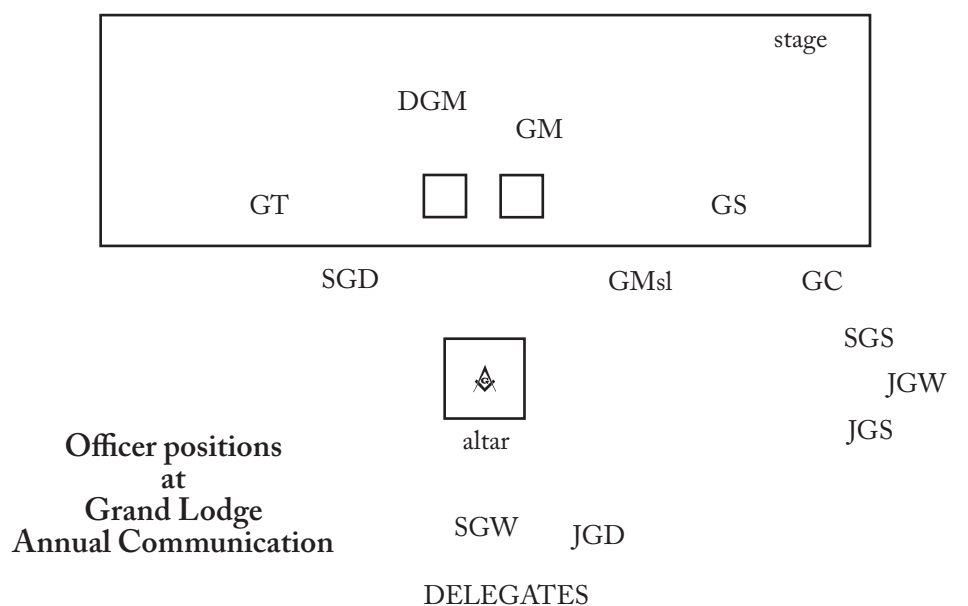 stage
DGM
GM
GT
GS
SGD
GMsl
GC
SGS
G
JGW
JGS
altar
Officer positions
at
Grand Lodge
Annual Communication
SGW
JGD
DELEGATES